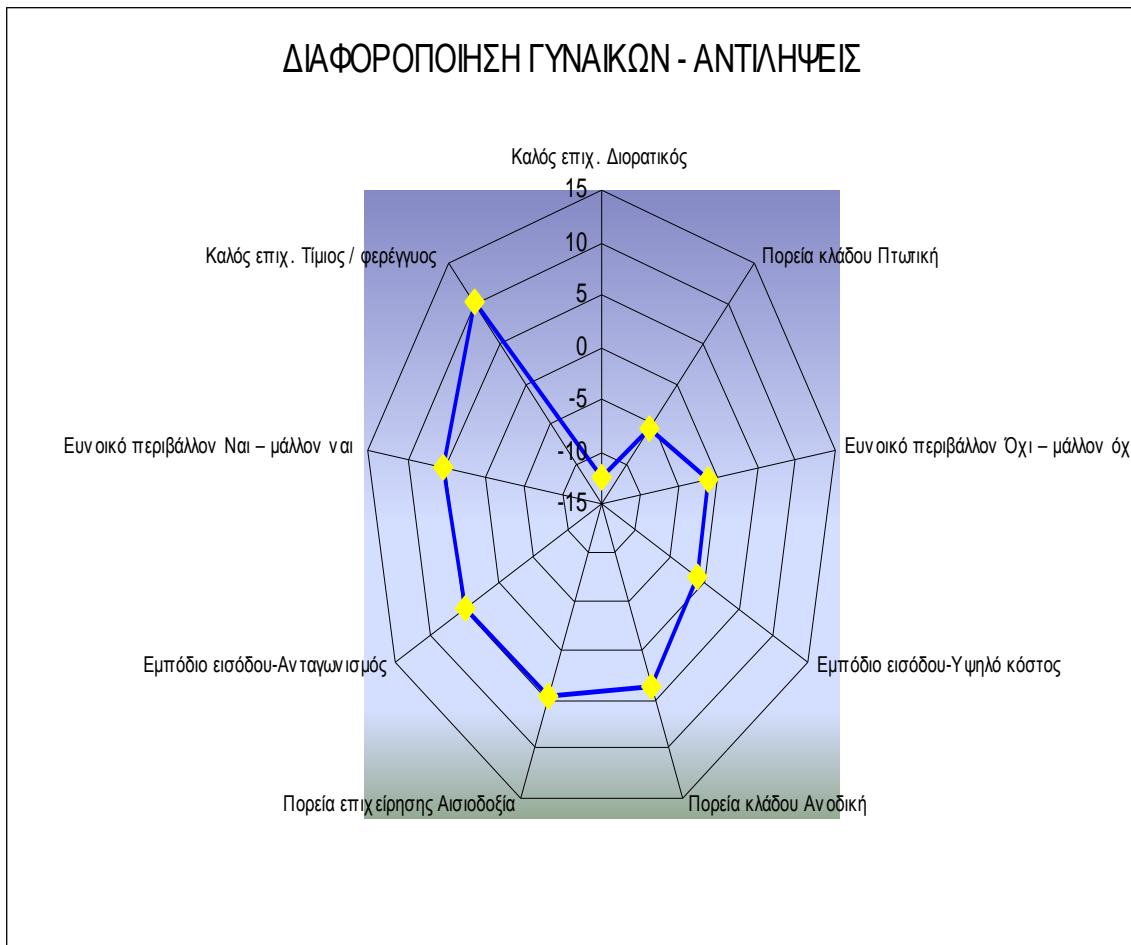 ΔΙΑΦΟΡΟΠΟΙΗΣΗ ΓΥΝΑΙΚΩΝ - ΑΝΤΙΛΗΨΕΙΣ
Καλός επιχ. Διορατικός
15
10
5
0
-5
-10
-15
Καλός επιχ. Τίμιος / φερέγγυος
Πορεία κλάδου Πτωτική
Ευνοικό περιβάλλον Ναι – μάλλον ναι
Ευνοικό περιβάλλον Όχι – μάλλον όχ
Εμπόδιο εισόδου-Ανταγωνισμός
Εμπόδιο εισόδου-Υψηλό κόστος
Πορεία επιχείρησης Αισιοδοξία
Πορεία κλάδου Ανοδική